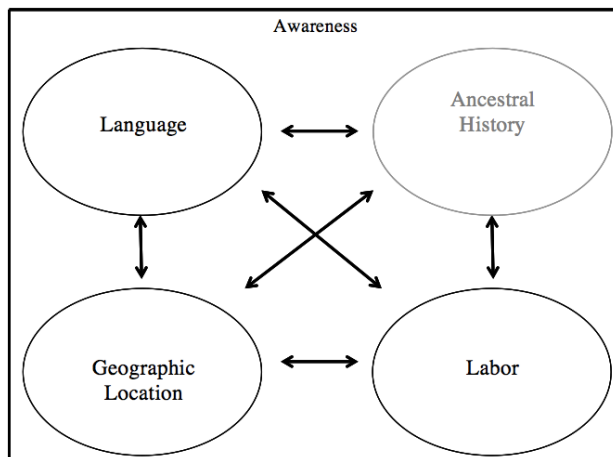 Awareness
Language
Ancestral
History
Geographic
Location
Labor